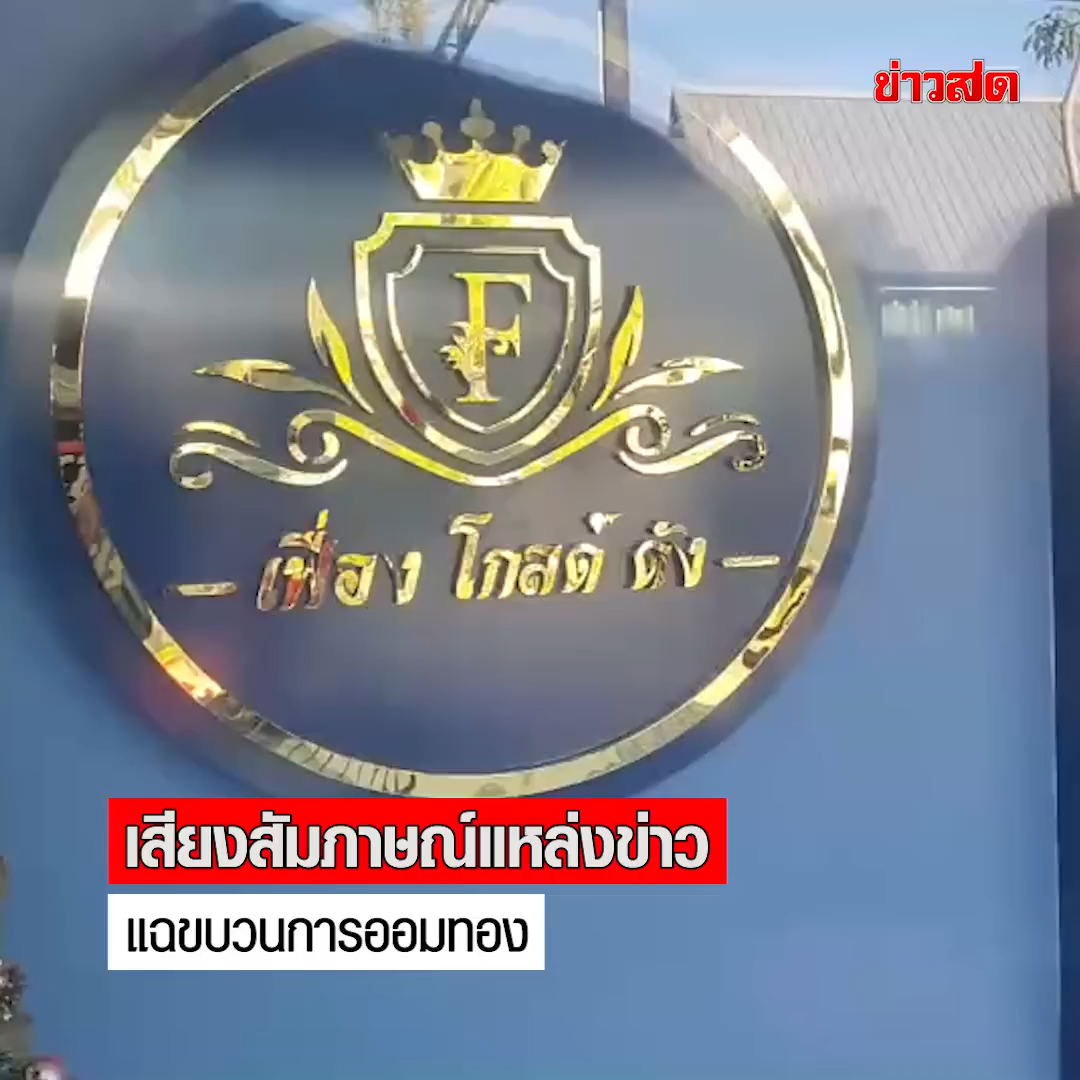 ข่าวสด
F
เฟื่อง โกลด์ ดัง
เสียงสัมภาษณ์แหล่งข่าว
แฉขบวนการออมทอง